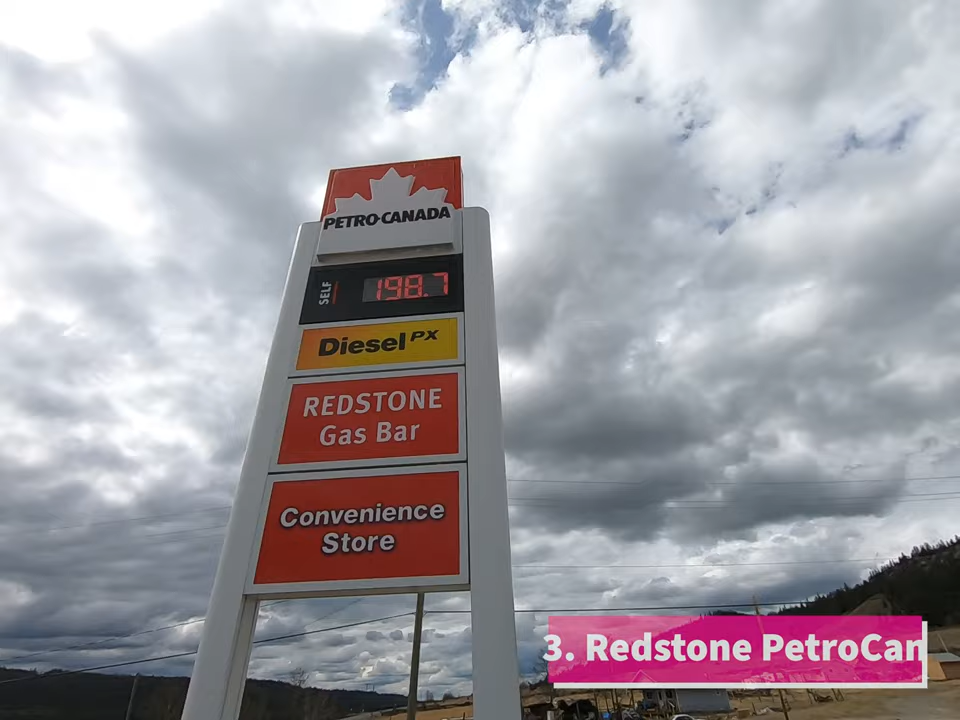 PETRO-CANADA
SELF
198.7
Diesel PX
REDSTONE
Gas Bar
Convenience
Store
3. Redstone PetroCan